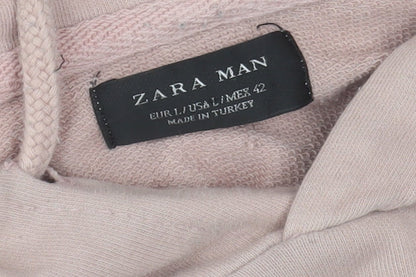 ZARA MAN
EUR L / USA L / MEX 42
MADE IN TURKEY